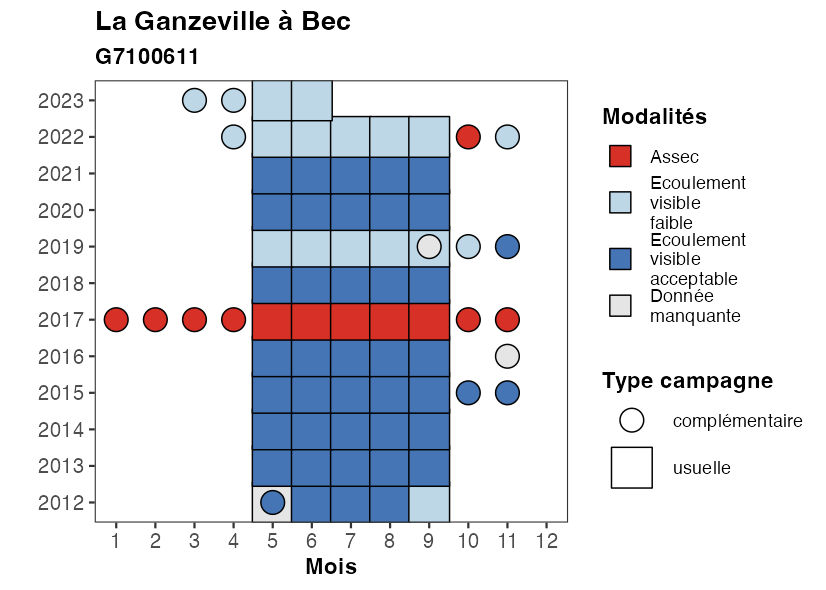 La Ganzeville à Bec
G7100611
2023
2022
2021
2020
2019
2018
2017
2016
2015
2014
2013
2012
1 2 3 4 5 6 7 8 9 10 11 12
Mois
Modalités
Assec
Ecoulement
visible
faible
Ecoulement
visible
acceptable
Donnée
manquante
Type campagne
complémentaire
usuelle